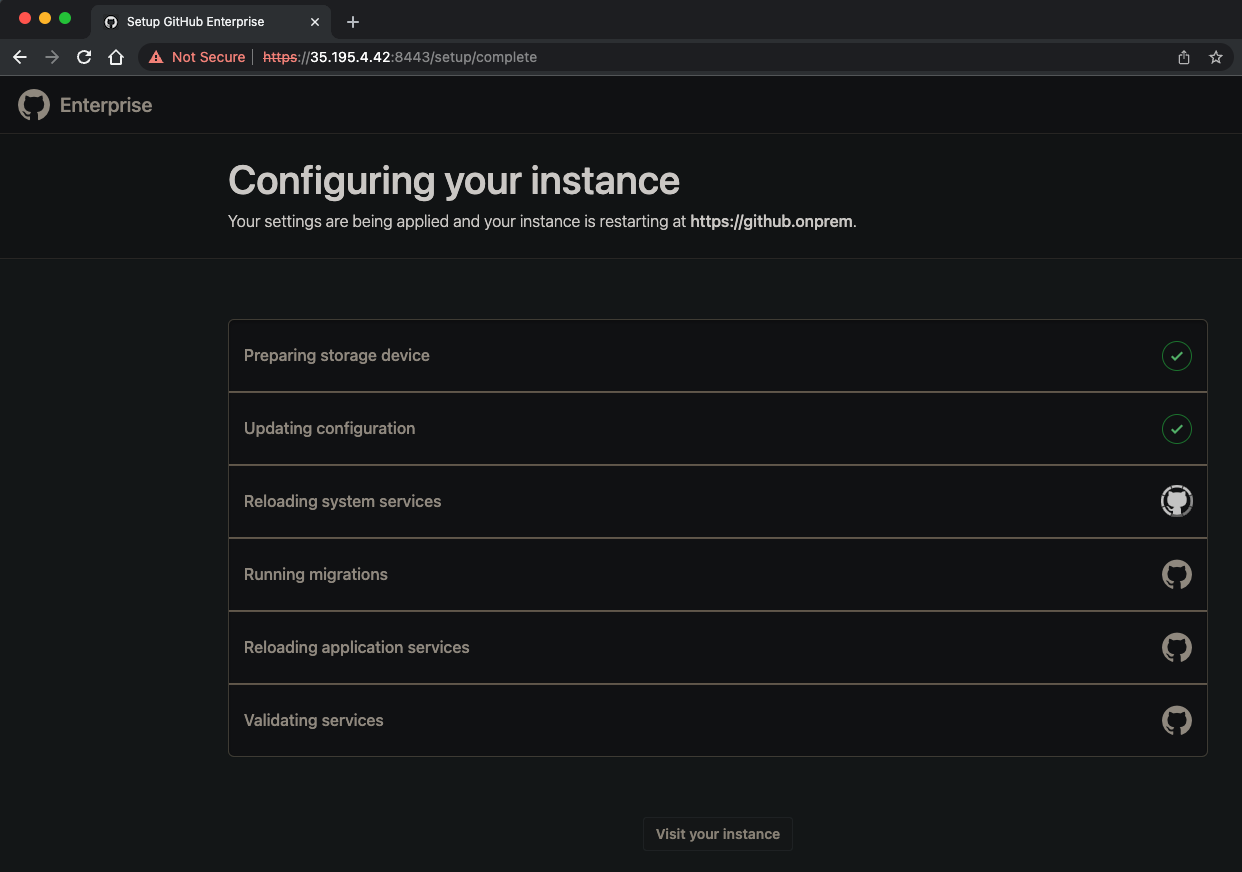 Setup GitHub Enterprise
Not Secure https://35.195.4.42:8443/setup/complete
Enterprise
Configuring your instance
Your settings are being applied and your instance is restarting at https://github.onprem.
Preparing storage device
Updating configuration
Reloading system services
Running migrations
Reloading application services
Validating services
Visit your instance